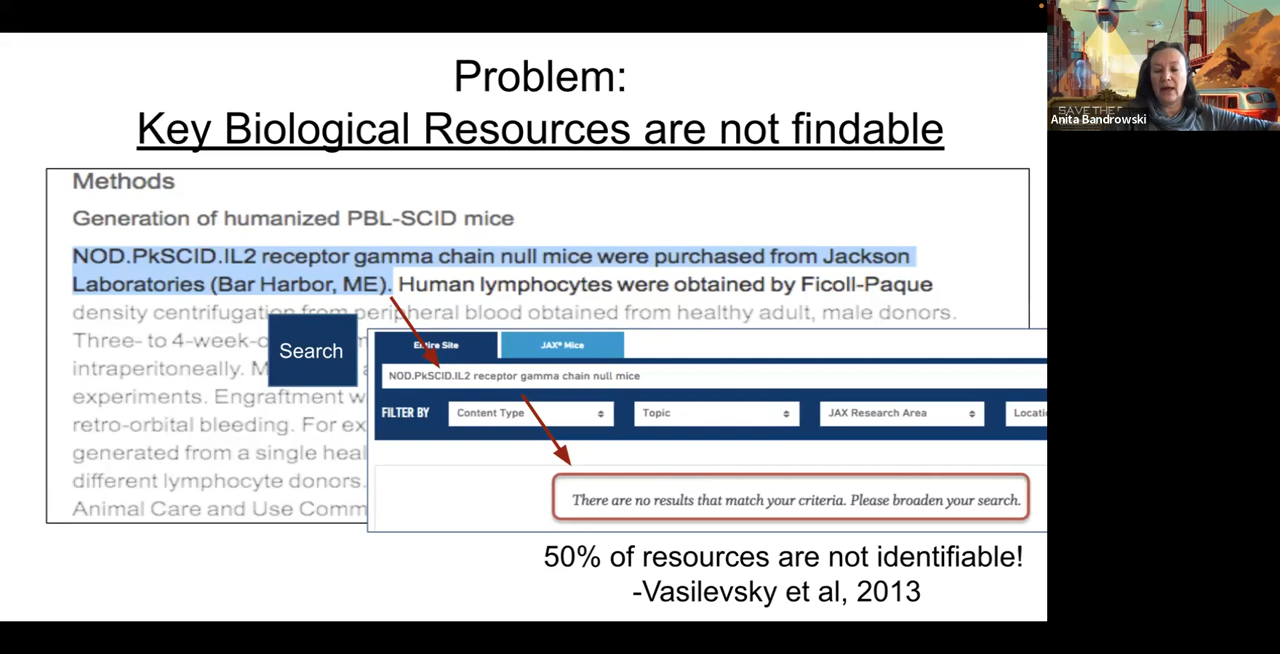 Problem:
Key Biological Resources are not findable
Methods
Generation of humanized PBL-SCID mice
NOD.PkSCID.IL2 receptor gamma chain null mice were purchased from Jackson
Laboratories (Bar Harbor, ME). Human lymphocytes were obtained by Ficoll-Paque
density centrifugation from peripheral blood obtained from healthy adult, male donors.
Three- to 4-week-o
intraperitoneally. M
experiments. Engraftment w
retro-orbital bleeding. For ex
generated from a single heal
different lymphocyte donors.
Animal Care and Use Comm
Search
Entire Site
JAX® Mice
NOD.PkSCID.IL2 receptor gamma chain null mice
FILTER BY
Content Type
Topic
JAX Research Area
Locati
There are no results that match your criteria. Please broaden your search.
50% of resources are not identifiable!
-Vasilevsky et al, 2013
SAVE THE
Anita Bandrowski